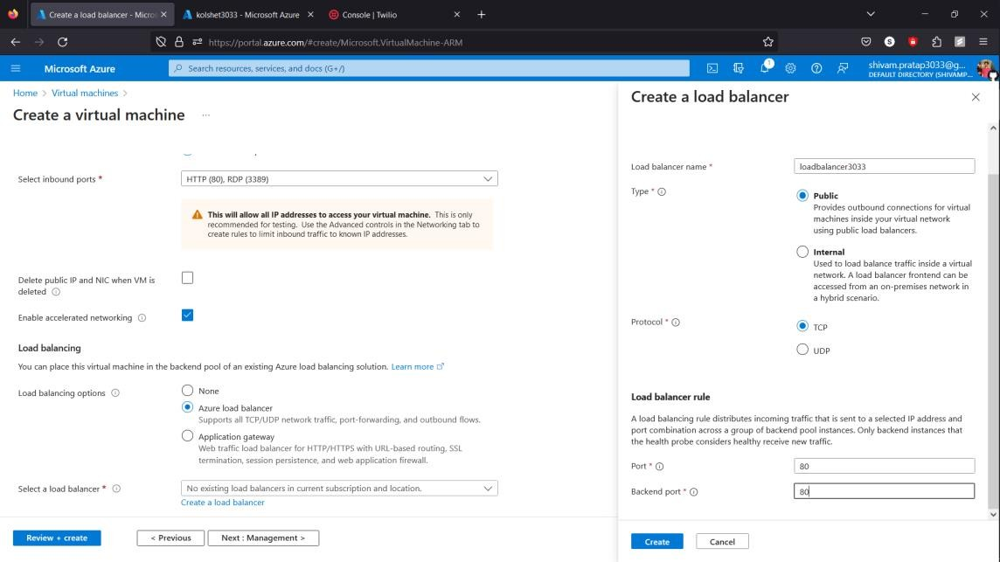 Create a load balancer - Micros
kolshet3033 - Microsoft Azure
Console | Twilio
https://portal.azure.com/#create/Microsoft.VirtualMachine-ARM
Microsoft Azure
Search resources, services, and docs (G+/)
1
shivam.pratap3033@g...
DEFAULT DIRECTORY (SHIVAMP...
Home > Virtual machines >
Create a virtual machine ...
Select inbound ports *
HTTP (80), RDP (3389)
This will allow all IP addresses to access your virtual machine. This is only
recommended for testing. Use the Advanced controls in the Networking tab to
create rules to limit inbound traffic to known IP addresses.
Delete public IP and NIC when VM is
deleted
Enable accelerated networking
Load balancing
You can place this virtual machine in the backend pool of an existing Azure load balancing solution. Learn more
Load balancing options
None
Azure load balancer
Supports all TCP/UDP network traffic, port-forwarding, and outbound flows.
Application gateway
Web traffic load balancer for HTTP/HTTPS with URL-based routing, SSL
termination, session persistence, and web application firewall.
Select a load balancer *
No existing load balancers in current subscription and location.
Create a load balancer
Review + create
< Previous
Next : Management >
Create a load balancer
Load balancer name *
loadbalancer3033
Type *
Public
Provides outbound connections for virtual
machines inside your virtual network
using public load balancers.
Internal
Used to load balance traffic inside a virtual
network. A load balancer frontend can be
accessed from an on-premises network in
a hybrid scenario.
Protocol *
TCP
UDP
Load balancer rule
A load balancing rule distributes incoming traffic that is sent to a selected IP address and
port combination across a group of backend pool instances. Only backend instances that
the health probe considers healthy receive new traffic.
Port *
80
Backend port *
80
Create
Cancel